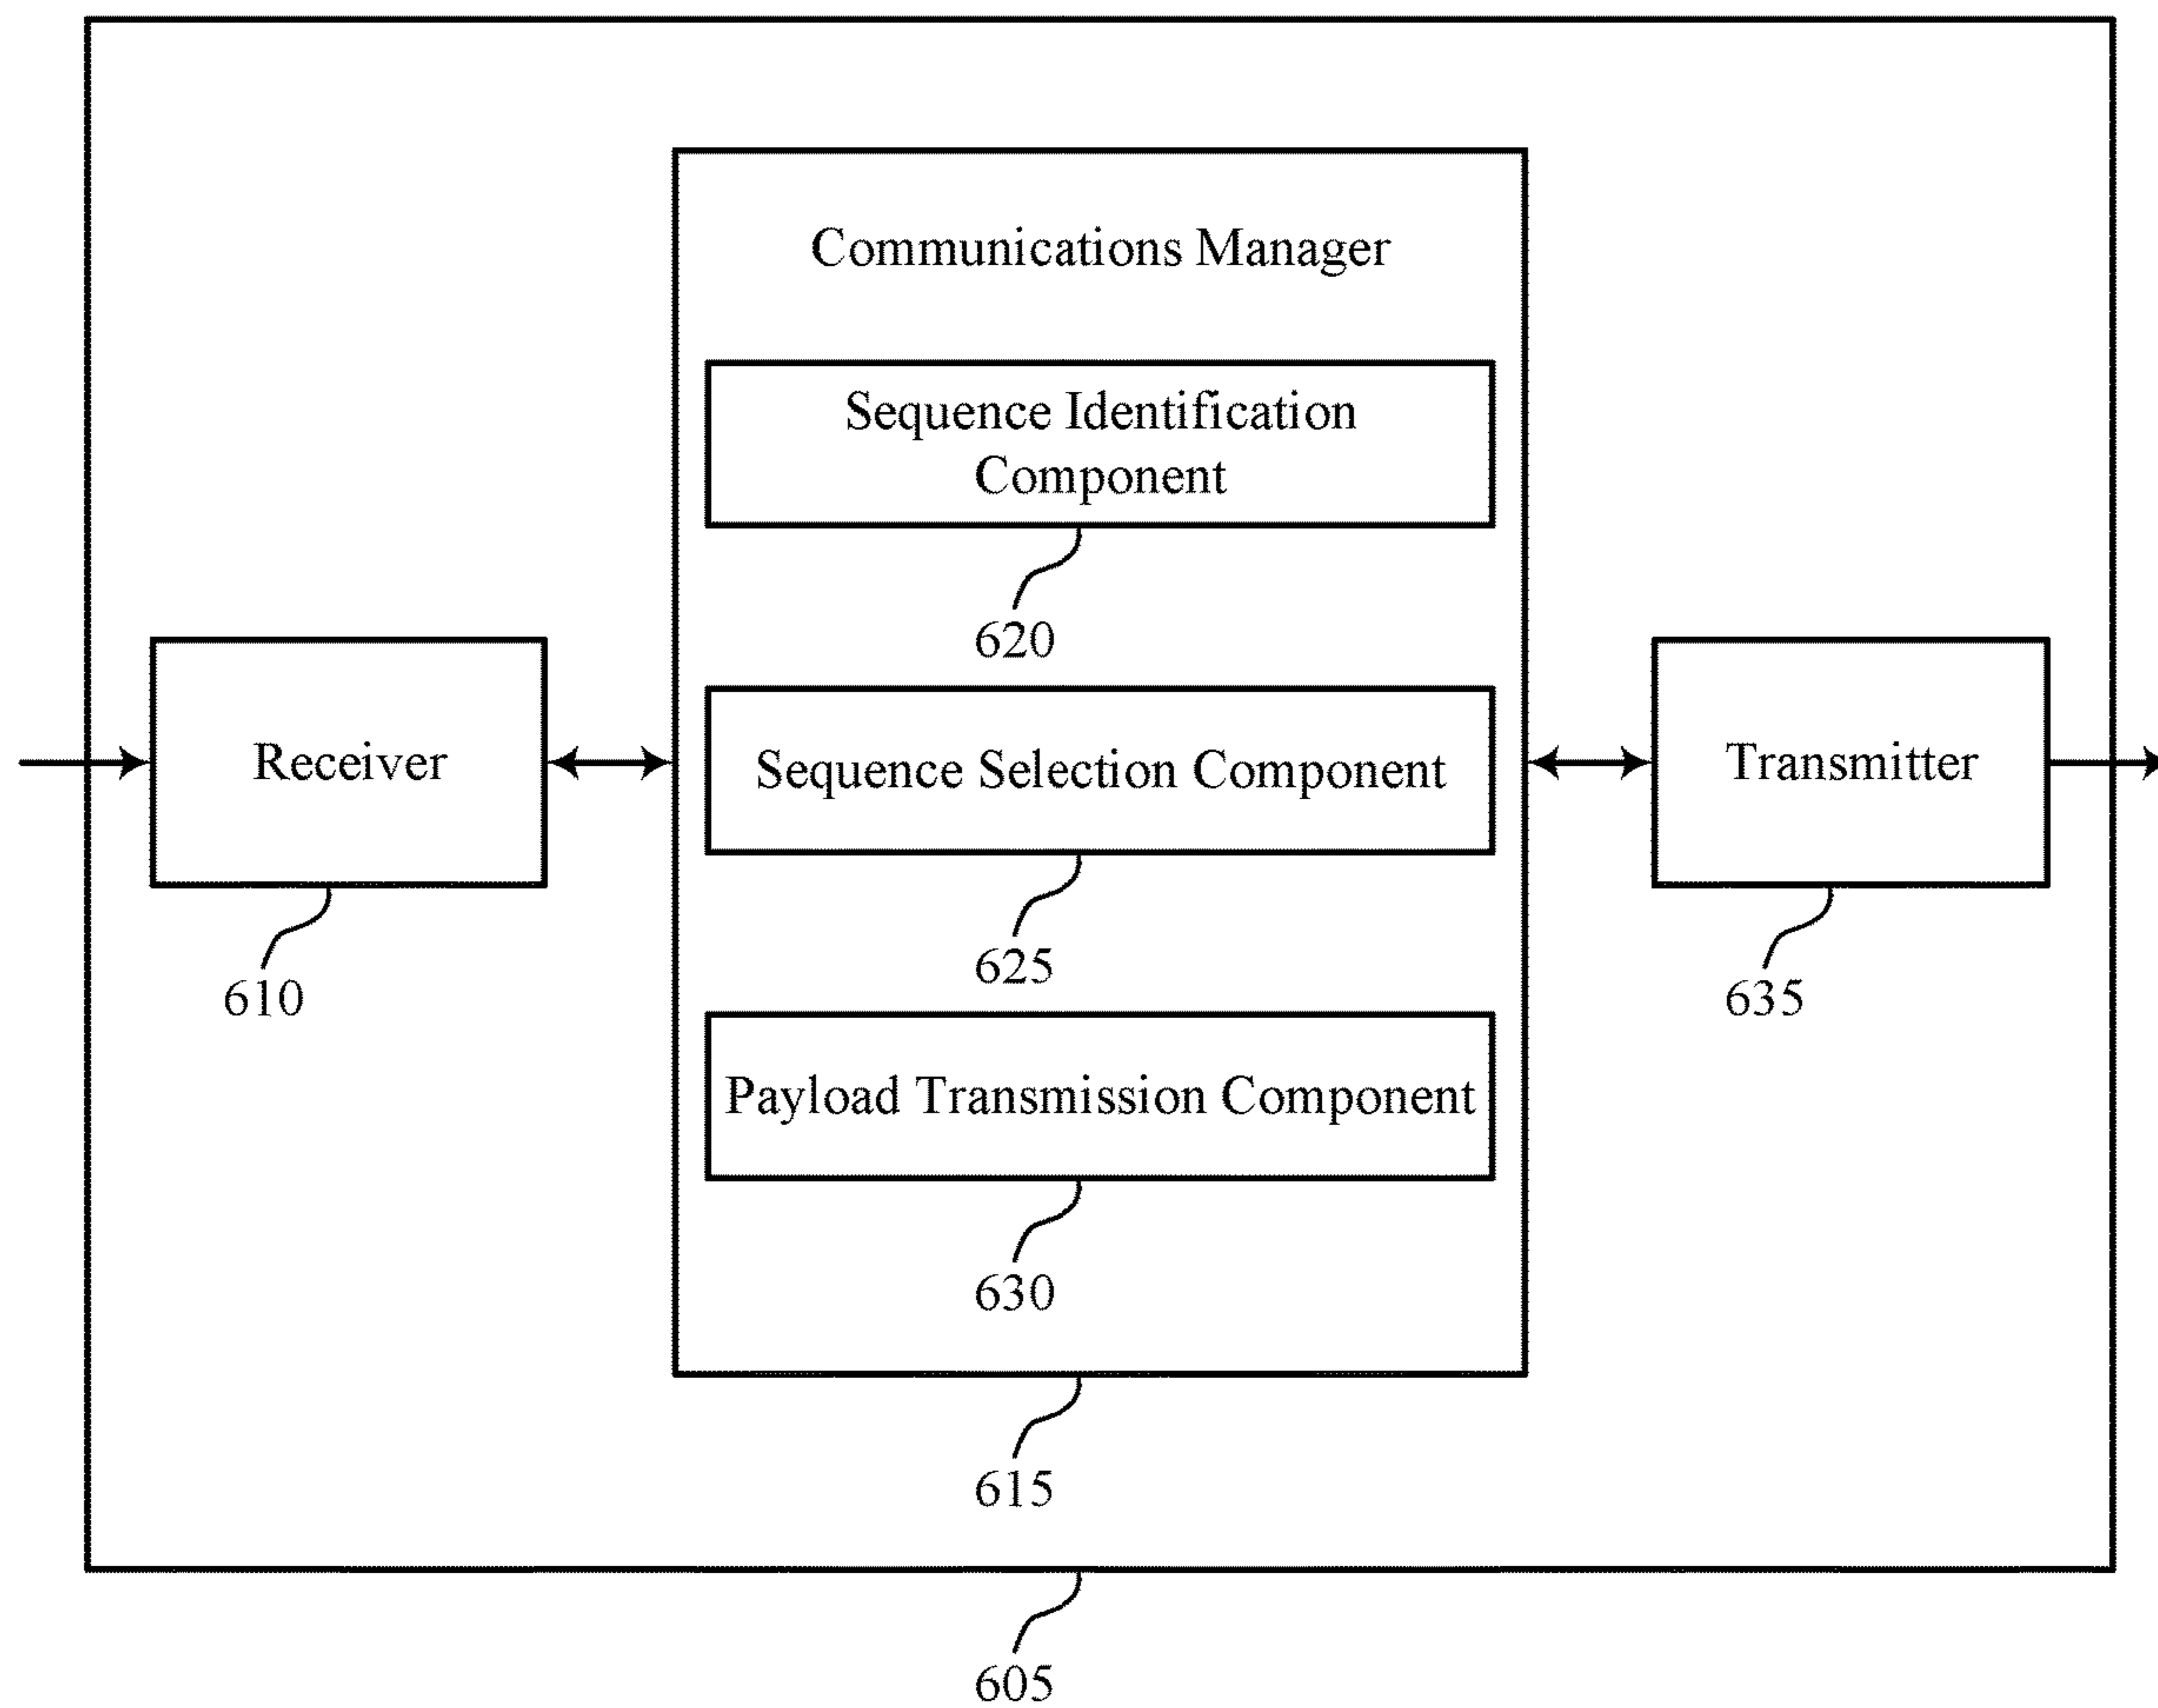 Communications Manager
Sequence Identification
Component
620
Receiver
610
Sequence Selection Component
625
Transmitter
635
Payload Transmission Component
630
615
605